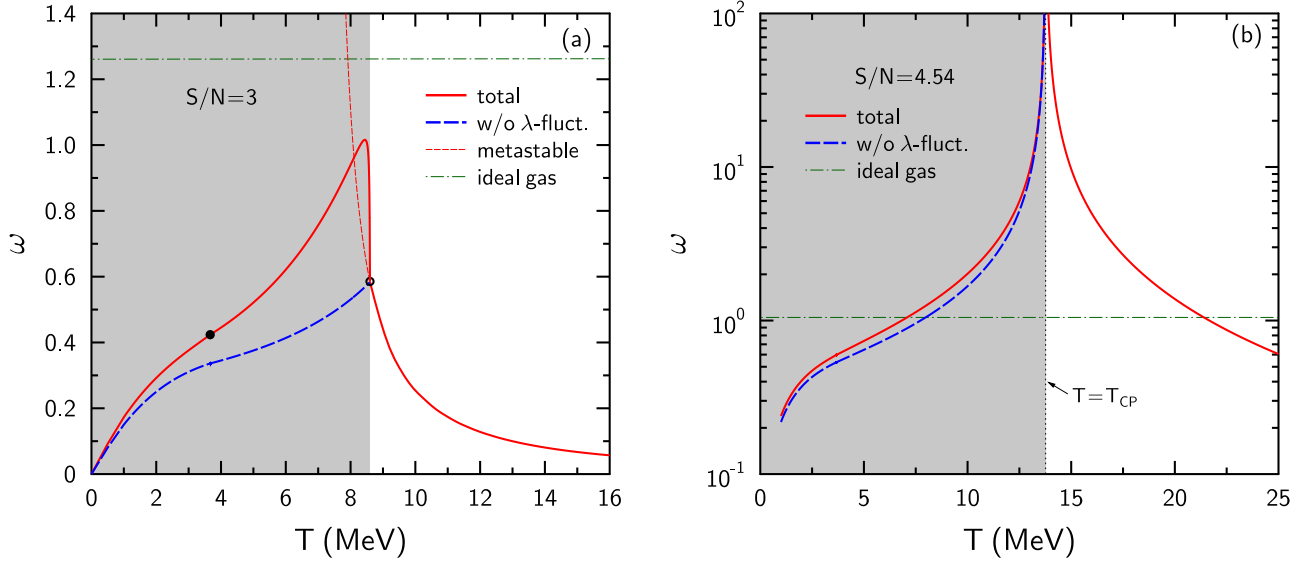 (a)
S/N=3
total
w/o λ-fluct.
metastable
ideal gas
ω
1.4
1.2
1.0
0.8
0.6
0.4
0.2
0
0 2 4 6 8 10 12 14 16
T (MeV)
(b)
S/N=4.54
total
w/o λ-fluct.
ideal gas
T=T_CP
ω
10²
10¹
10⁰
10⁻¹
0 5 10 15 20 25
T (MeV)